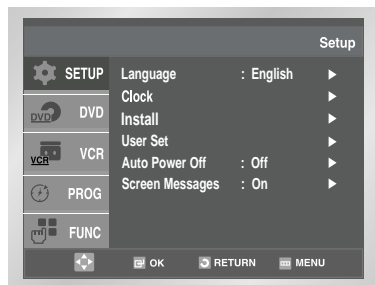 Setup
SETUP
DVD
DVD
VCR
VCR
PROG
FUNC
Language : English
Clock
Install
User Set
Auto Power Off : Off
Screen Messages : On
OK RETURN MENU